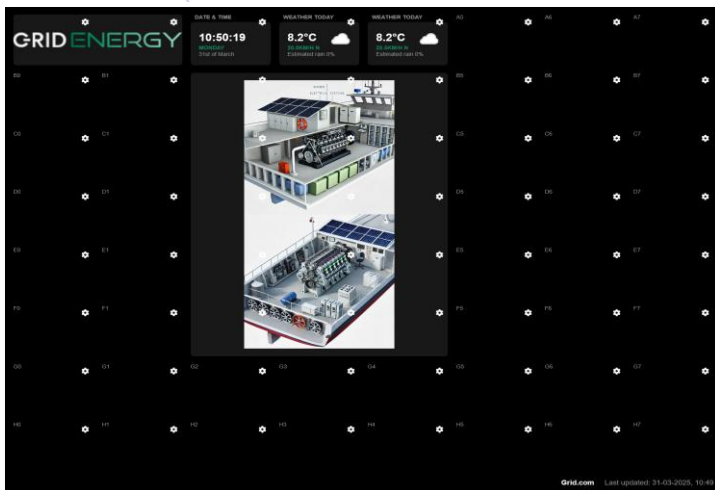 GRID ENERGY
DATE & TIME
10:50:19
MONDAY
31st of March
WEATHER TODAY
8.2°C
Estimated rain 0%
WEATHER TODAY
8.2°C
Estimated rain 0%
A5
A6
A7
B0
B1
B5
B6
B7
C0
C1
C5
C6
C7
D0
D1
D5
D6
D7
E0
E1
E5
E6
E7
F0
F1
F5
F6
F7
G0
G1
G2
G3
G4
G5
G6
G7
H0
H1
H2
H3
H4
H5
H6
H7
Grid.com Last updated: 31-03-2025, 10:49